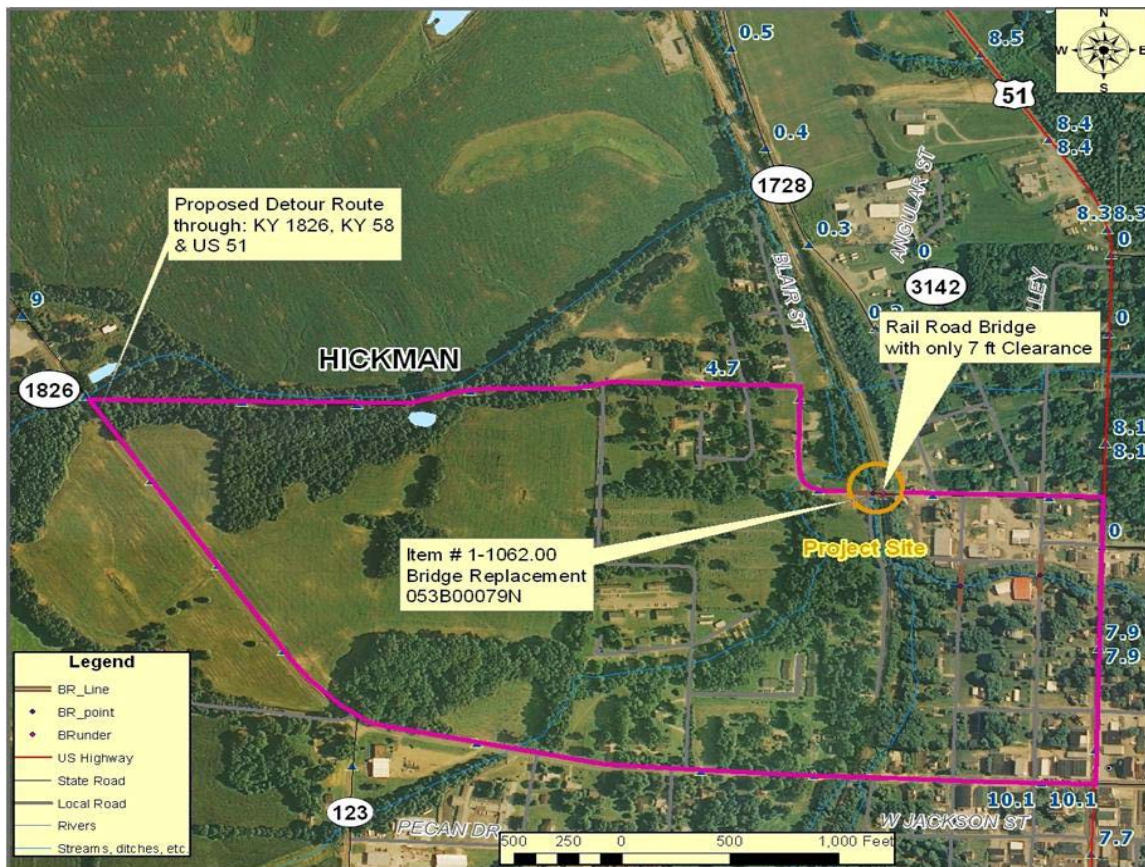 N
W E
S
0.5
8.5
51
0.4
8.4
8.4
1728
ANGULAR ST
Proposed Detour Route
through: KY 1826, KY 58
& US 51
8.3
8.3
0.3
0
0
BLAIR ST
3142
9
LLEY
0
Rail Road Bridge
with only 7 ft Clearance
HICKMAN
4.7
1826
8.1
8.1
0
Project Site
Item # 1-1062.00
Bridge Replacement
053B00079N
7.9
7.9
Legend
BR_Line
BR_point
BRunder
US Highway
State Road
Local Road
Rivers
Streams, ditches, etc.
123
PECAN DR
10.1 10.1
W JACKSON ST
500 250 0 500 1,000 Feet
7.7